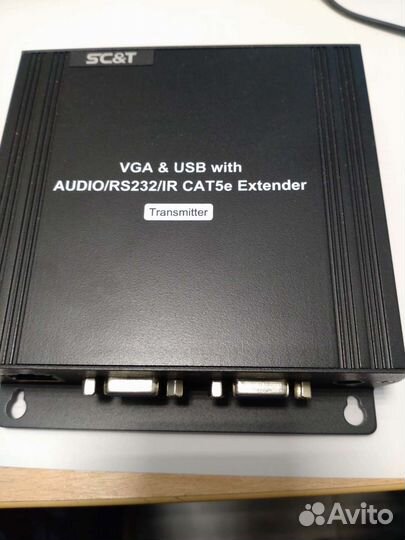 SC&T
VGA & USB with
AUDIO/RS232/IR CAT5e Extender
Transmitter
Avito